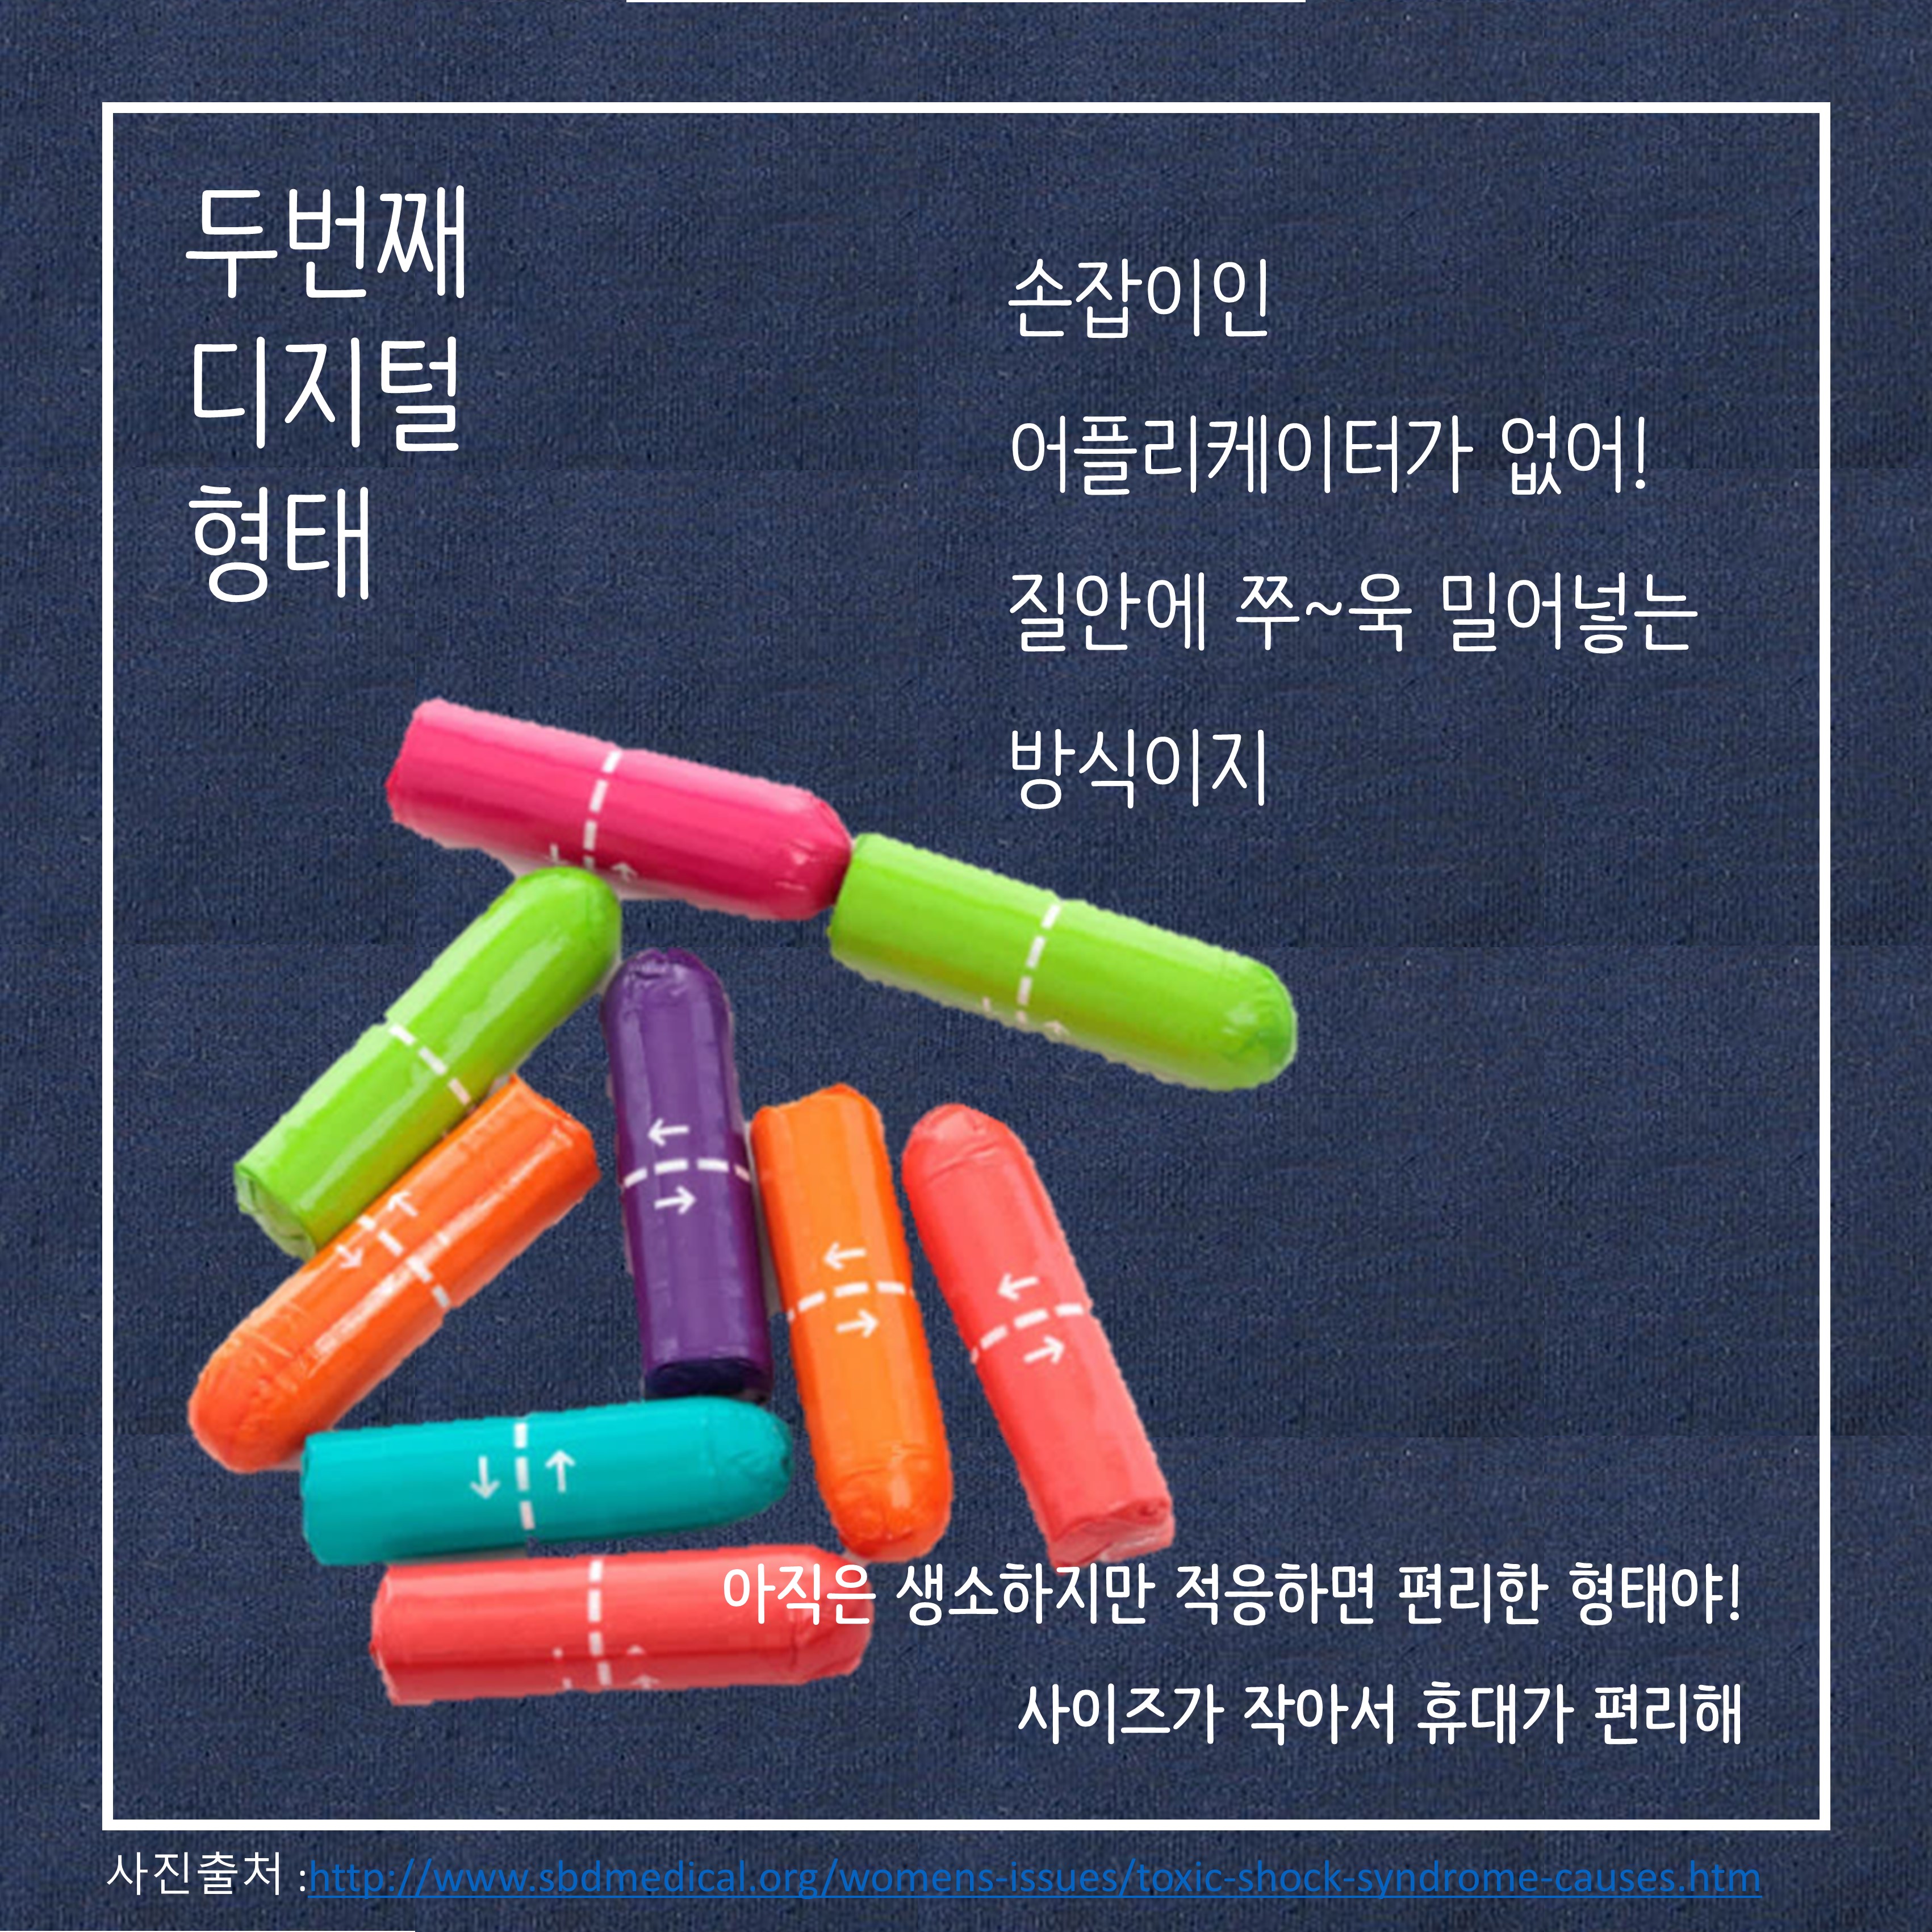 두번째
디지털
형태
손잡이인
어플리케이터가 없어!
질안에 쭈~욱 밀어넣는
방식이지
아직은 생소하지만 적응하면 편리한 형태야!
사이즈가 작아서 휴대가 편리해
사진출처 :http://www.sbdmedical.org/womens-issues/toxic-shock-syndrome-causes.htm